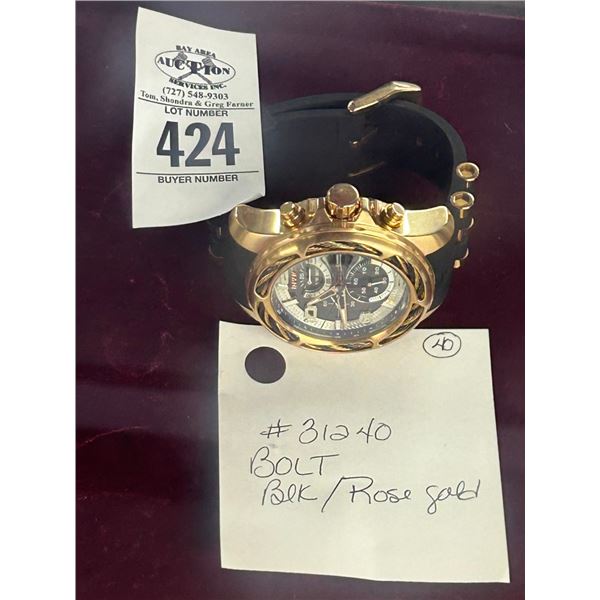 BAY AREA
AUCTION
SERVICES INC.
(727) 548-9303
Tom, Shondra & Greg Farner
LOT NUMBER
424
BUYER NUMBER
40
# 31240
BOLT
Blk / Rose gold